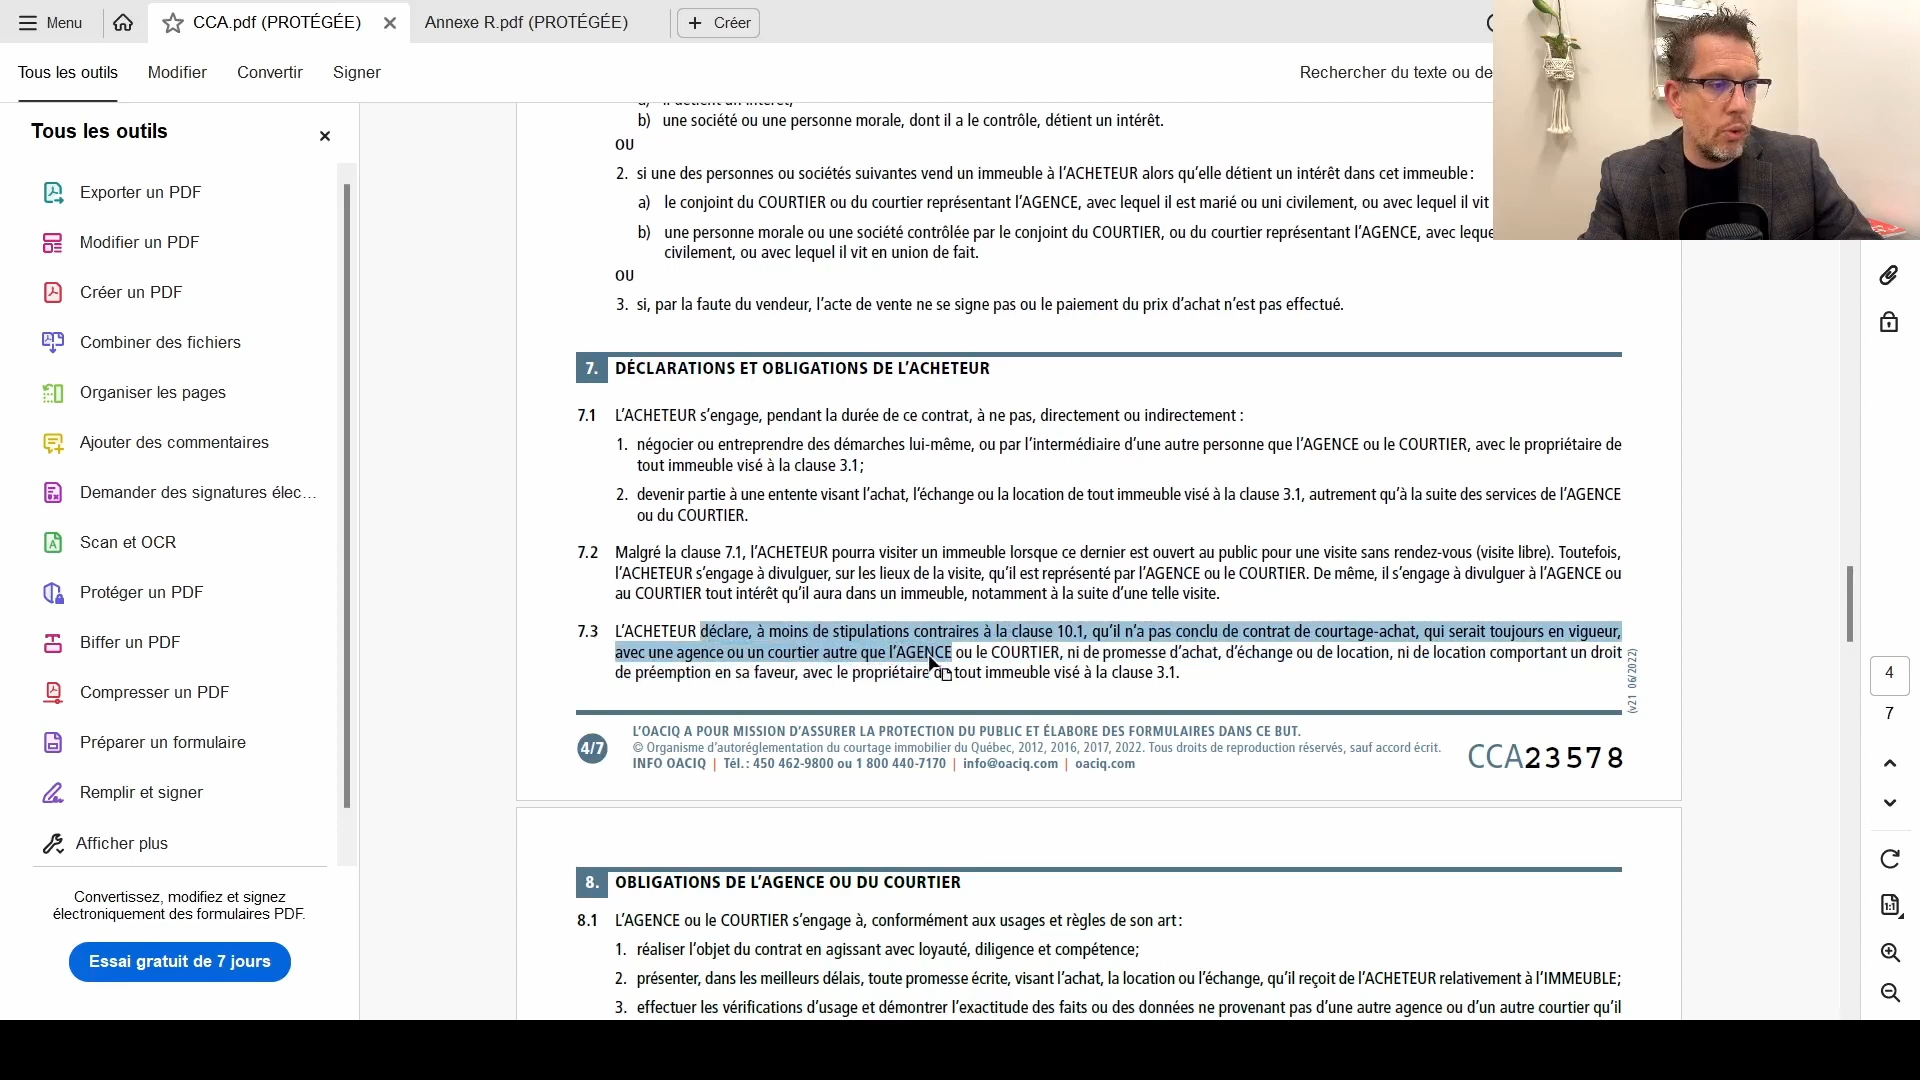 Menu
CCA.pdf (PROTÉGÉE)
Annexe R.pdf (PROTÉGÉE)
+ Créer
Tous les outils
Modifier
Convertir
Signer
Rechercher du texte ou de
Tous les outils
Exporter un PDF
Modifier un PDF
Créer un PDF
Combiner des fichiers
Organiser les pages
Ajouter des commentaires
Demander des signatures élec...
Scan et OCR
Protéger un PDF
Biffer un PDF
Compresser un PDF
Préparer un formulaire
Remplir et signer
Afficher plus
Convertissez, modifiez et signez
électroniquement des formulaires PDF.
Essai gratuit de 7 jours
b) une société ou une personne morale, dont il a le contrôle, détient un intérêt.
OU
2. si une des personnes ou sociétés suivantes vend un immeuble à l'ACHETEUR alors qu'elle détient un intérêt dans cet immeuble :
a) le conjoint du COURTIER ou du courtier représentant l'AGENCE, avec lequel il est marié ou uni civilement, ou avec lequel il vit
b) une personne morale ou une société contrôlée par le conjoint du COURTIER, ou du courtier représentant l'AGENCE, avec leque
civilement, ou avec lequel il vit en union de fait.
OU
3. si, par la faute du vendeur, l'acte de vente ne se signe pas ou le paiement du prix d'achat n'est pas effectué.
7. DÉCLARATIONS ET OBLIGATIONS DE L'ACHETEUR
7.1 L'ACHETEUR s'engage, pendant la durée de ce contrat, à ne pas, directement ou indirectement :
1. négocier ou entreprendre des démarches lui-même, ou par l'intermédiaire d'une autre personne que l'AGENCE ou le COURTIER, avec le propriétaire de
tout immeuble visé à la clause 3.1;
2. devenir partie à une entente visant l'achat, l'échange ou la location de tout immeuble visé à la clause 3.1, autrement qu'à la suite des services de l'AGENCE
ou du COURTIER.
7.2 Malgré la clause 7.1, l'ACHETEUR pourra visiter un immeuble lorsque ce dernier est ouvert au public pour une visite sans rendez-vous (visite libre). Toutefois,
l'ACHETEUR s'engage à divulguer, sur les lieux de la visite, qu'il est représenté par l'AGENCE ou le COURTIER. De même, il s'engage à divulguer à l'AGENCE ou
au COURTIER tout intérêt qu'il aura dans un immeuble, notamment à la suite d'une telle visite.
7.3 L'ACHETEUR déclare, à moins de stipulations contraires à la clause 10.1, qu'il n'a pas conclu de contrat de courtage-achat, qui serait toujours en vigueur,
avec une agence ou un courtier autre que l'AGENCE ou le COURTIER, ni de promesse d'achat, d'échange ou de location, ni de location comportant un droit
de préemption en sa faveur, avec le propriétaire tout immeuble visé à la clause 3.1.
(v21 06/2022)
4/7
L'OACIQ A POUR MISSION D'ASSURER LA PROTECTION DU PUBLIC ET ÉLABORE DES FORMULAIRES DANS CE BUT.
© Organisme d'autoréglementation du courtage immobilier du Québec, 2012, 2016, 2017, 2022. Tous droits de reproduction réservés, sauf accord écrit.
INFO OACIQ | Tél. : 450 462-9800 ou 1 800 440-7170 | info@oaciq.com | oaciq.com
CCA23578
8. OBLIGATIONS DE L'AGENCE OU DU COURTIER
8.1 L'AGENCE ou le COURTIER s'engage à, conformément aux usages et règles de son art :
1. réaliser l'objet du contrat en agissant avec loyauté, diligence et compétence;
2. présenter, dans les meilleurs délais, toute promesse écrite, visant l'achat, la location ou l'échange, qu'il reçoit de l'ACHETEUR relativement à l'IMMEUBLE;
3. effectuer les vérifications d'usage et démontrer l'exactitude des faits ou des données ne provenant pas d'une autre agence ou d'un autre courtier qu'il
4
7
1:1